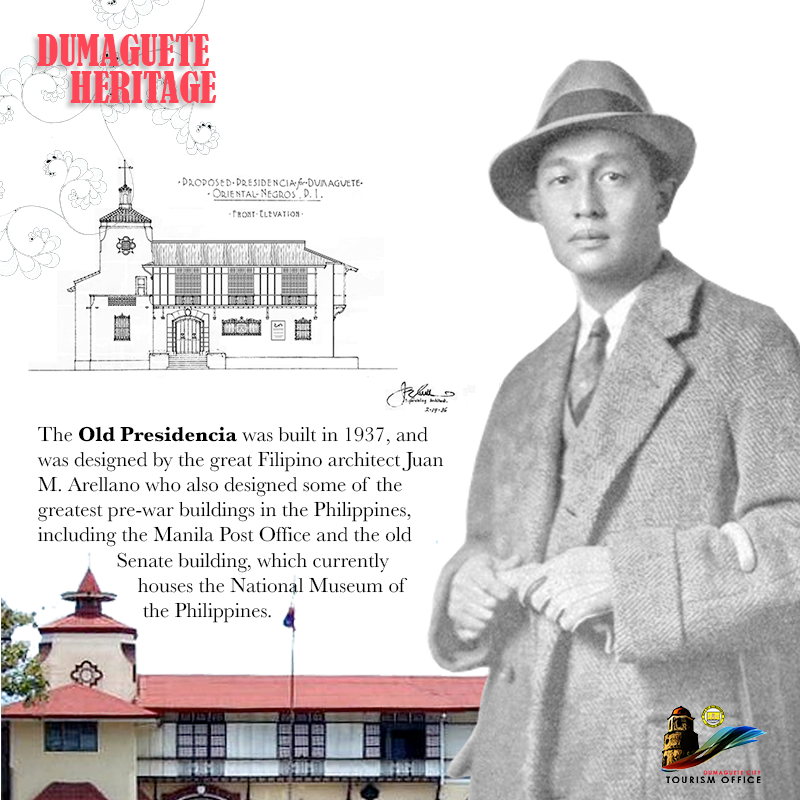 DUMAGUETE
HERITAGE
·PROPOSED·PRESIDENCIA·for·DUMAGUETE·
·ORIENTAL·NEGROS·, P. I.
·FRONT·ELEVATION·
2-19-36
The Old Presidencia was built in 1937, and
was designed by the great Filipino architect Juan
M. Arellano who also designed some of the
greatest pre-war buildings in the Philippines,
including the Manila Post Office and the old
Senate building, which currently
houses the National Museum of
the Philippines.
DUMAGUETE CITY
TOURISM OFFICE